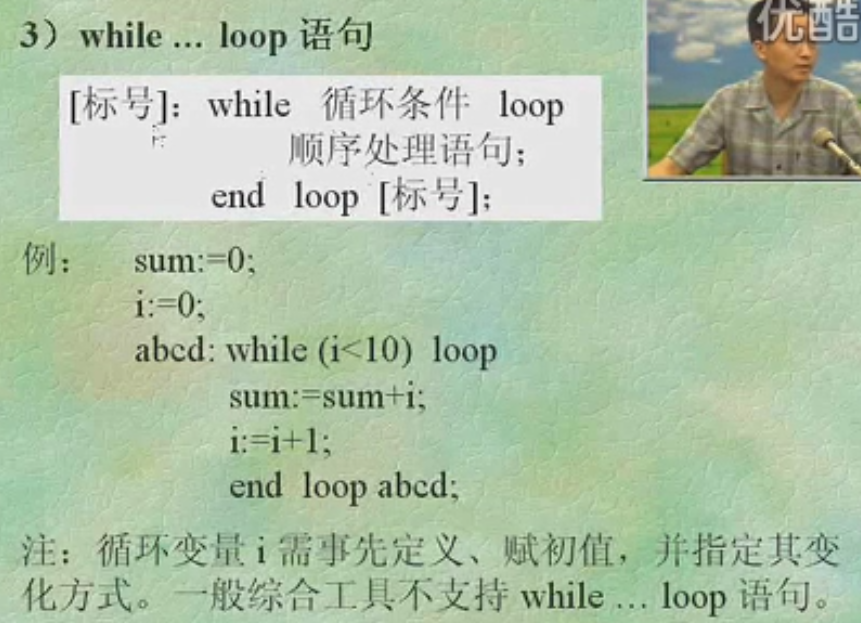 3）while ... loop 语句
优酷
[标号]：while 循环条件 loop
顺序处理语句；
end loop [标号]；
例： sum:=0;
i:=0;
abcd: while (i<10) loop
sum:=sum+i;
i:=i+1;
end loop abcd;
注：循环变量 i 需事先定义、赋初值，并指定其变
化方式。一般综合工具不支持 while ... loop 语句。